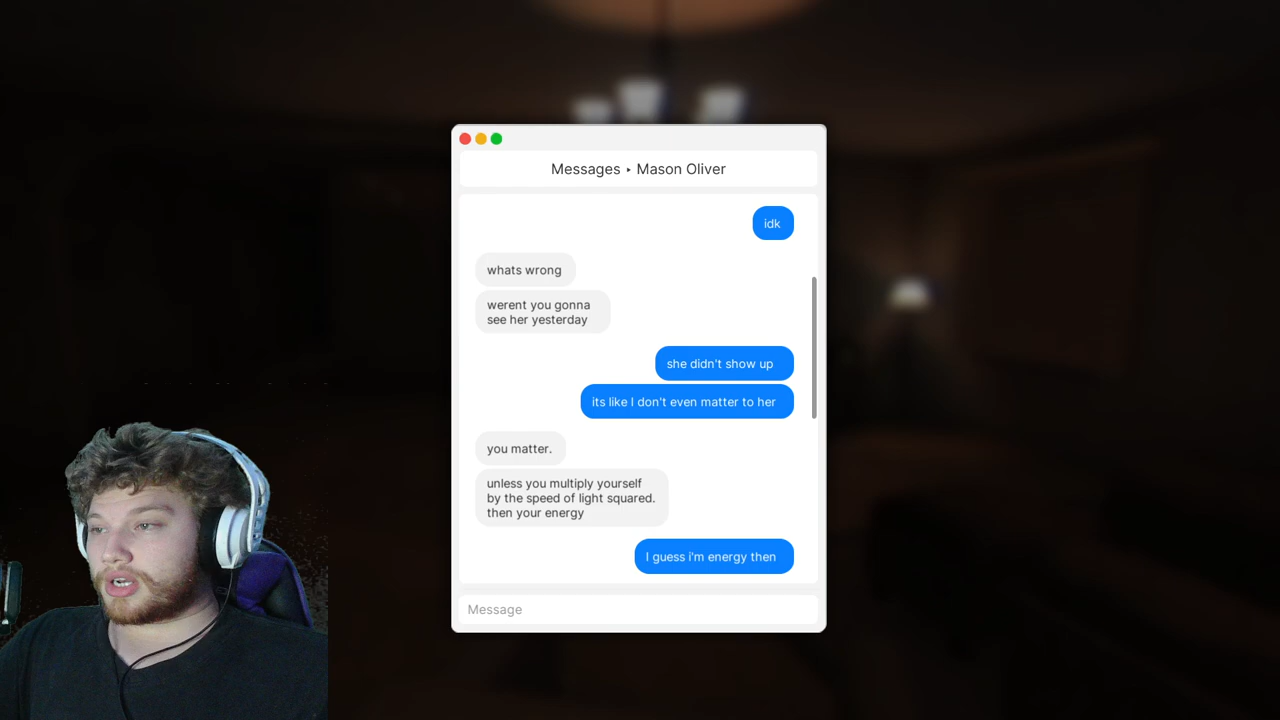 Messages ‣ Mason Oliver
idk
whats wrong
werent you gonna
see her yesterday
she didn't show up
its like I don't even matter to her
you matter.
unless you multiply yourself
by the speed of light squared.
then your energy
I guess i'm energy then
Message